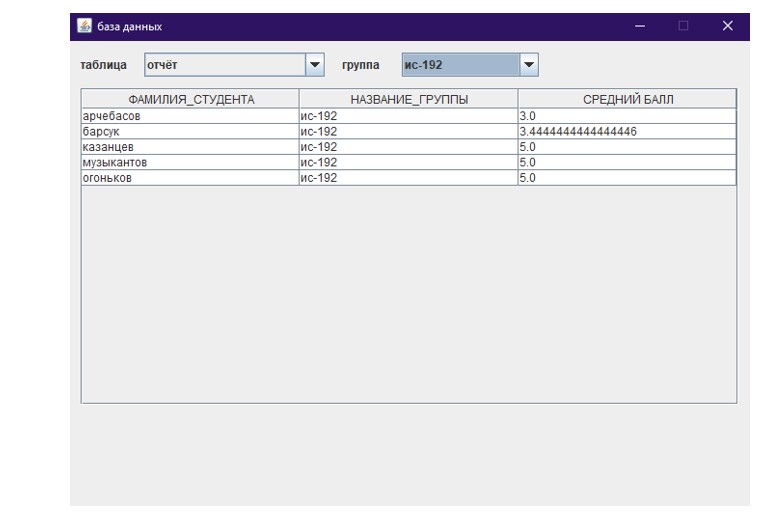 база данных
таблица отчёт группа ис-192
ФАМИЛИЯ_СТУДЕНТА НАЗВАНИЕ_ГРУППЫ СРЕДНИЙ БАЛЛ
арчебасов ис-192 3.0
барсук ис-192 3.4444444444444446
казанцев ис-192 5.0
музыкантов ис-192 5.0
огоньков ис-192 5.0